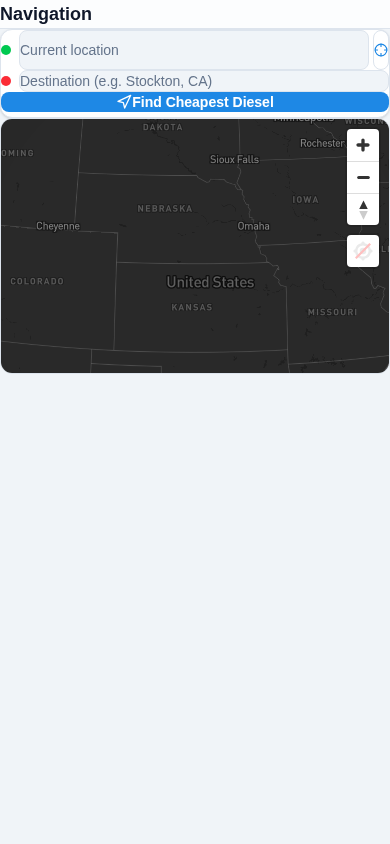 Navigation
Current location
Destination (e.g. Stockton, CA)
Find Cheapest Diesel
DAKOTA
OMING
Rochester
Sioux Falls
NEBRASKA
IOWA
Cheyenne
Omaha
COLORADO
United States
KANSAS
MISSOURI